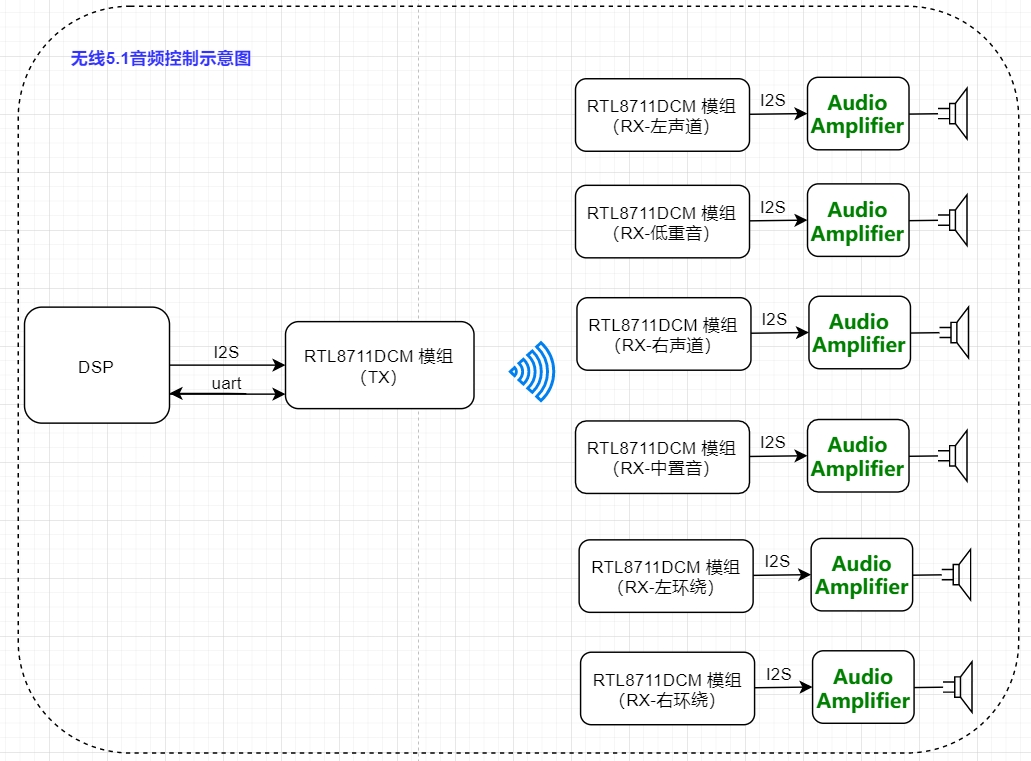 无线5.1音频控制示意图
RTL8711DCM 模组
（RX-左声道）
I2S
Audio
Amplifier
RTL8711DCM 模组
（RX-低重音）
I2S
Audio
Amplifier
RTL8711DCM 模组
（RX-右声道）
I2S
Audio
Amplifier
DSP
I2S
uart
RTL8711DCM 模组
（TX）
RTL8711DCM 模组
（RX-中置音）
I2S
Audio
Amplifier
RTL8711DCM 模组
（RX-左环绕）
I2S
Audio
Amplifier
RTL8711DCM 模组
（RX-右环绕）
I2S
Audio
Amplifier